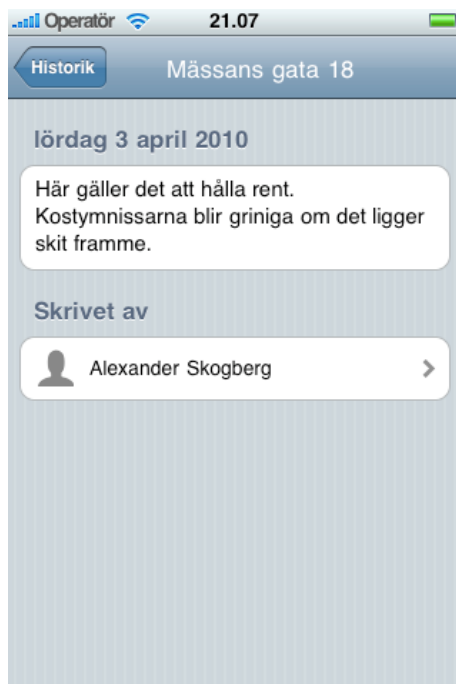 Operatör 21.07
Historik Mässans gata 18
lördag 3 april 2010
Här gäller det att hålla rent.
Kostymnissarna blir griniga om det ligger
skit framme.
Skrivet av
Alexander Skogberg